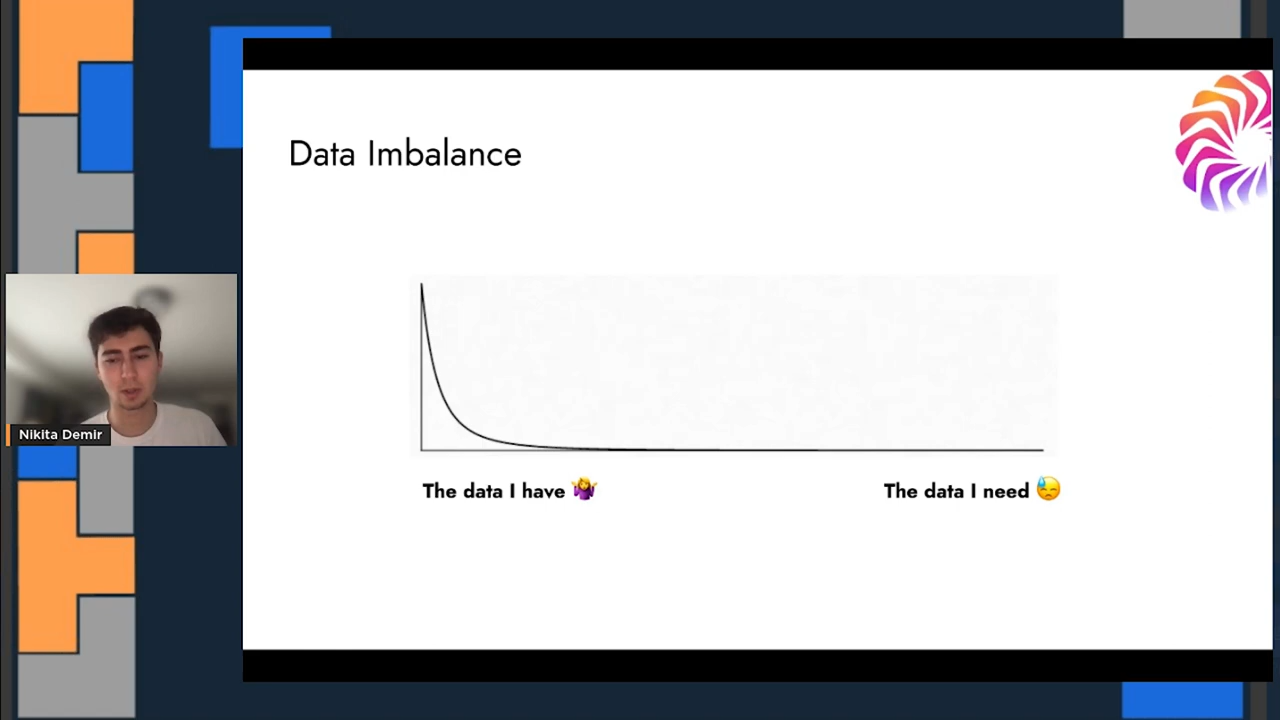 Data Imbalance
The data I have 🤷‍♀️
The data I need 😓
Nikita Demir